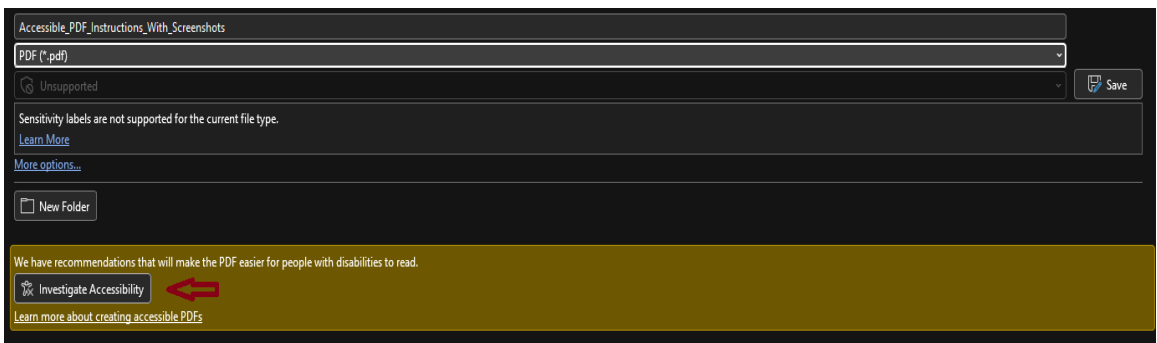 Accessible_PDF_Instructions_With_Screenshots
PDF (*.pdf)
Unsupported
Save
Sensitivity labels are not supported for the current file type.
Learn More
More options...
New Folder
We have recommendations that will make the PDF easier for people with disabilities to read.
Investigate Accessibility
Learn more about creating accessible PDFs